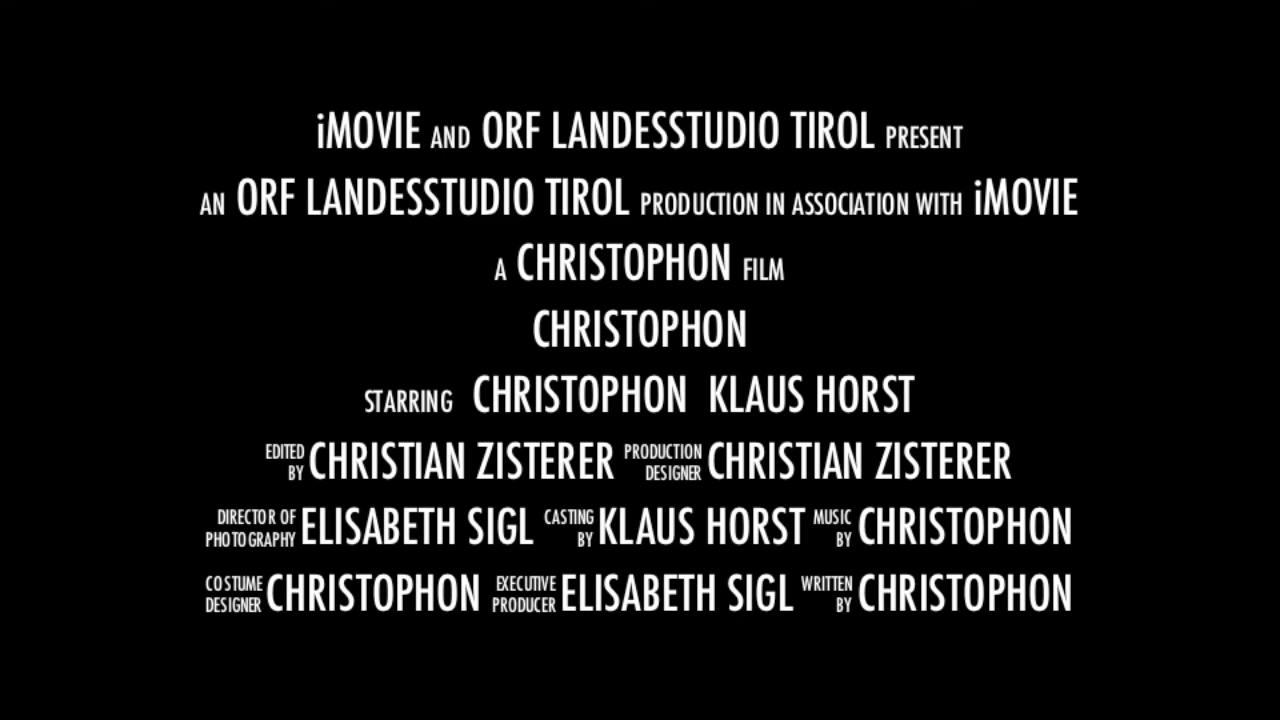 iMOVIE AND ORF LANDESSTUDIO TIROL PRESENT
AN ORF LANDESSTUDIO TIROL PRODUCTION IN ASSOCIATION WITH iMOVIE
A CHRISTOPHON FILM
CHRISTOPHON
STARRING CHRISTOPHON KLAUS HORST
EDITED BY CHRISTIAN ZISTERER PRODUCTION DESIGNER CHRISTIAN ZISTERER
DIRECTOR OF PHOTOGRAPHY ELISABETH SIGL CASTING BY KLAUS HORST MUSIC BY CHRISTOPHON
COSTUME DESIGNER CHRISTOPHON EXECUTIVE PRODUCER ELISABETH SIGL WRITTEN BY CHRISTOPHON